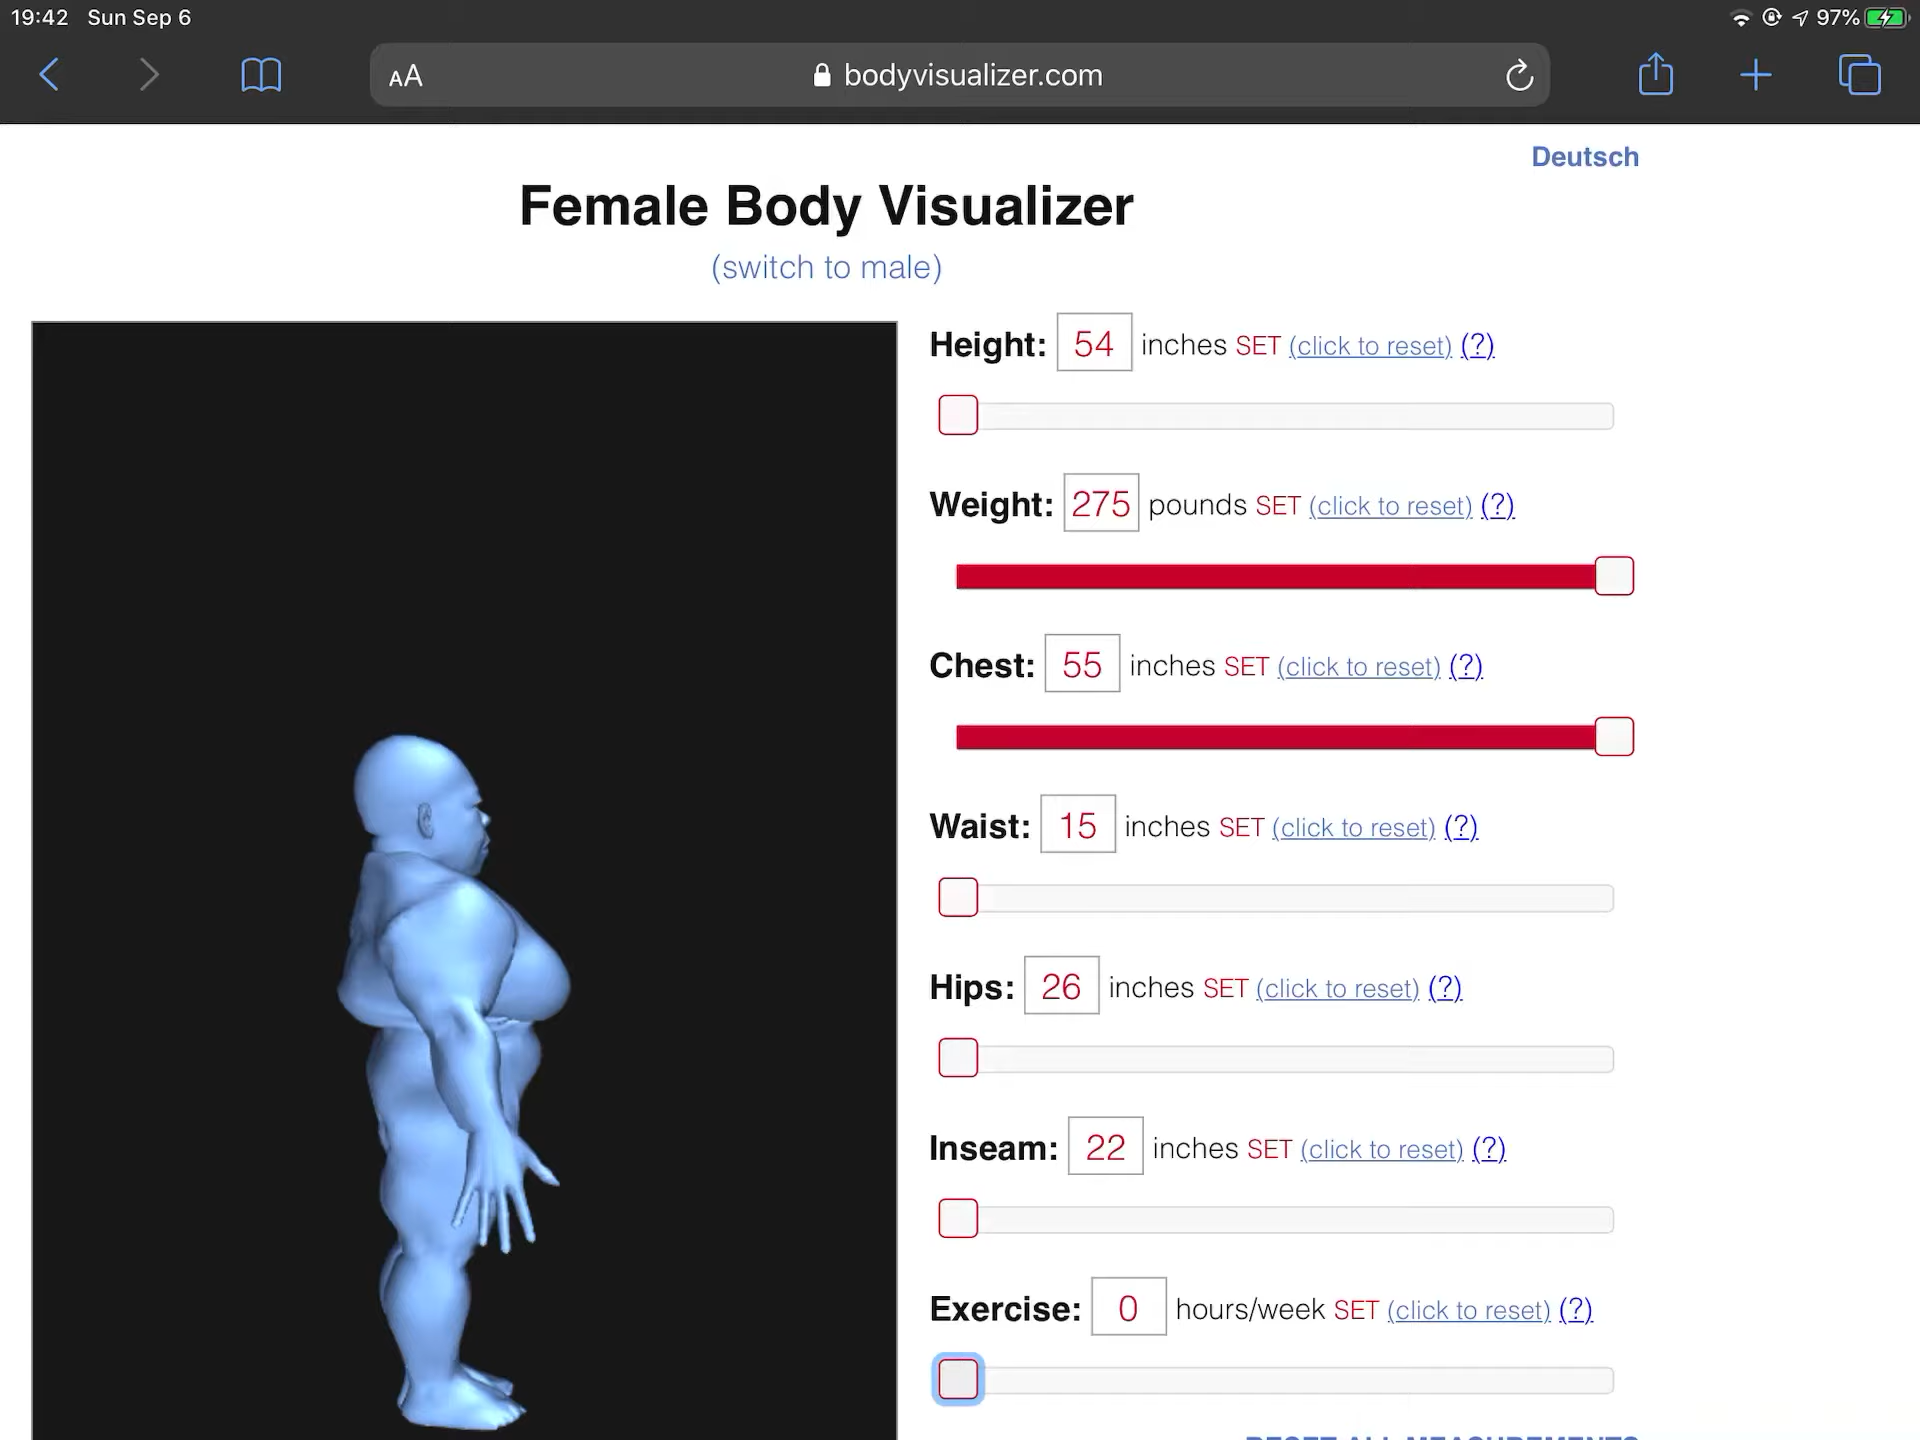 19:42 Sun Sep 6 97%
AA bodyvisualizer.com
Deutsch
Female Body Visualizer
(switch to male)
Height: 54 inches SET (click to reset) (?)
Weight: 275 pounds SET (click to reset) (?)
Chest: 55 inches SET (click to reset) (?)
Waist: 15 inches SET (click to reset) (?)
Hips: 26 inches SET (click to reset) (?)
Inseam: 22 inches SET (click to reset) (?)
Exercise: 0 hours/week SET (click to reset) (?)
RESET ALL MEASUREMENTS